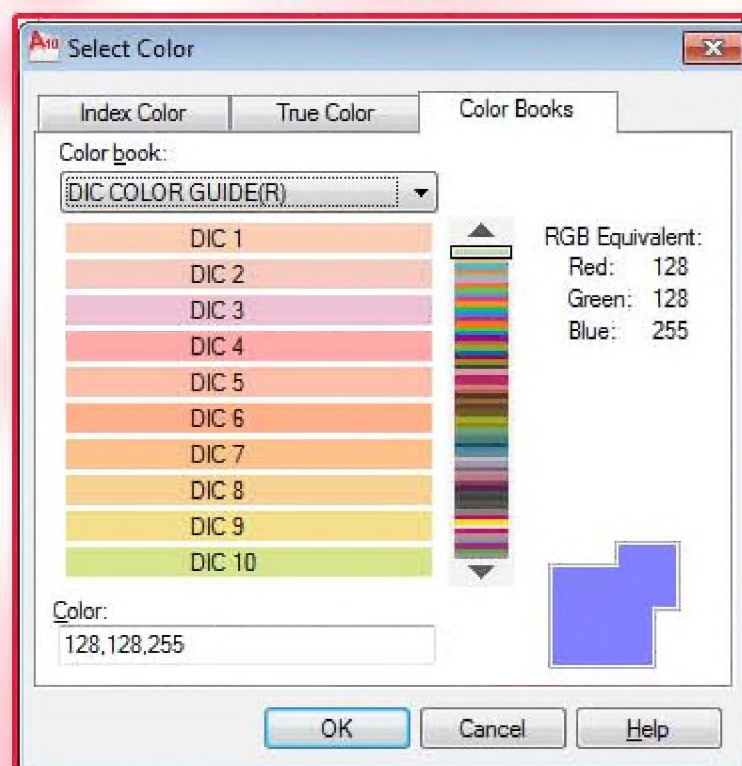 A10 Select Color
Index Color True Color Color Books
Color book:
DIC COLOR GUIDE(R)
DIC 1
DIC 2
DIC 3
DIC 4
DIC 5
DIC 6
DIC 7
DIC 8
DIC 9
DIC 10
RGB Equivalent:
Red: 128
Green: 128
Blue: 255
Color:
128,128,255
OK Cancel Help